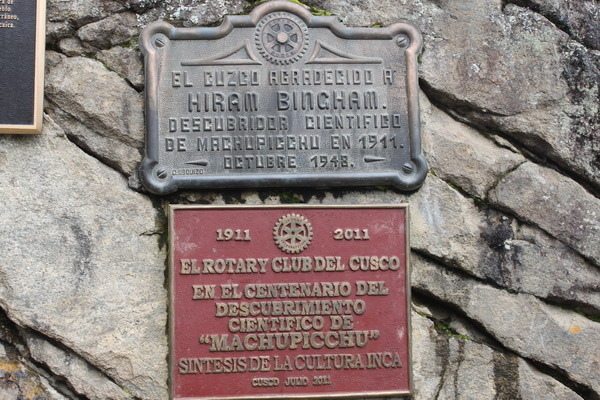 EL CUZCO AGRADECIDO A
HIRAM BINGHAM.
DESCUBRIDOR CIENTIFICO
DE MACHUPICCHU EN 1911.
OCTUBRE 1948.
1911 2011
EL ROTARY CLUB DEL CUSCO
EN EL CENTENARIO DEL
DESCUBRIMIENTO
CIENTIFICO DE
"MACHUPICCHU"
SINTESIS DE LA CULTURA INCA
CUSCO JULIO 2011